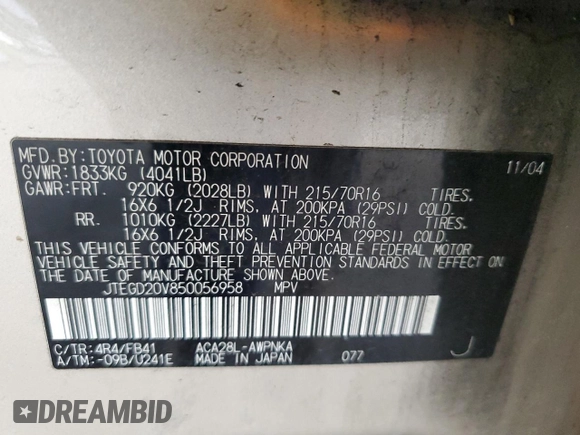 MFD. BY: TOYOTA MOTOR CORPORATION 11/04
GVWR: 1833KG (4041LB)
GAWR: FRT. 920KG (2028LB) WITH 215/70R16 TIRES.
16X6 1/2J RIMS, AT 200KPA (29PSI) COLD.
RR. 1010KG (2227LB) WITH 215/70R16 TIRES.
16X6 1/2J RIMS, AT 200KPA (29PSI) COLD.
THIS VEHICLE CONFORMS TO ALL APPLICABLE FEDERAL MOTOR
VEHICLE SAFETY AND THEFT PREVENTION STANDARDS IN EFFECT ON
THE DATE OF MANUFACTURE SHOWN ABOVE.
JTEGD20V850056958 MPV
C/TR: 4R4/FB41 ACA28L-AWPNKA J
A/TM: -09B/U241E MADE IN JAPAN 077
DREAMBID